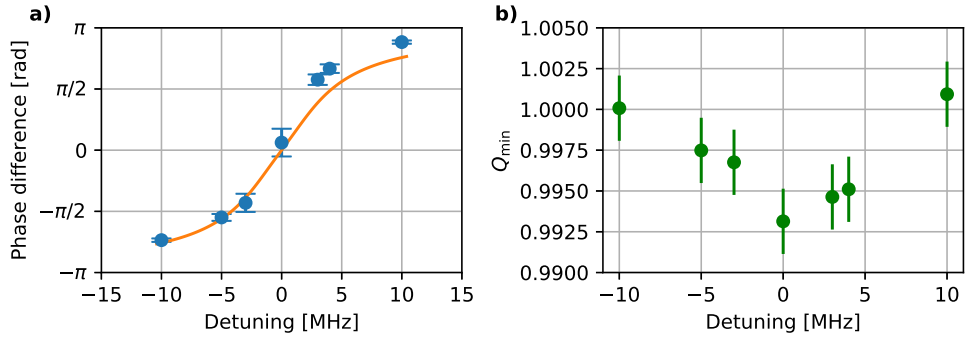 a)
Phase difference [rad]
π
π/2
0
−π/2
−π
−15 −10 −5 0 5 10 15
Detuning [MHz]
b)
Q_min
1.0050
1.0025
1.0000
0.9975
0.9950
0.9925
0.9900
−10 −5 0 5 10
Detuning [MHz]